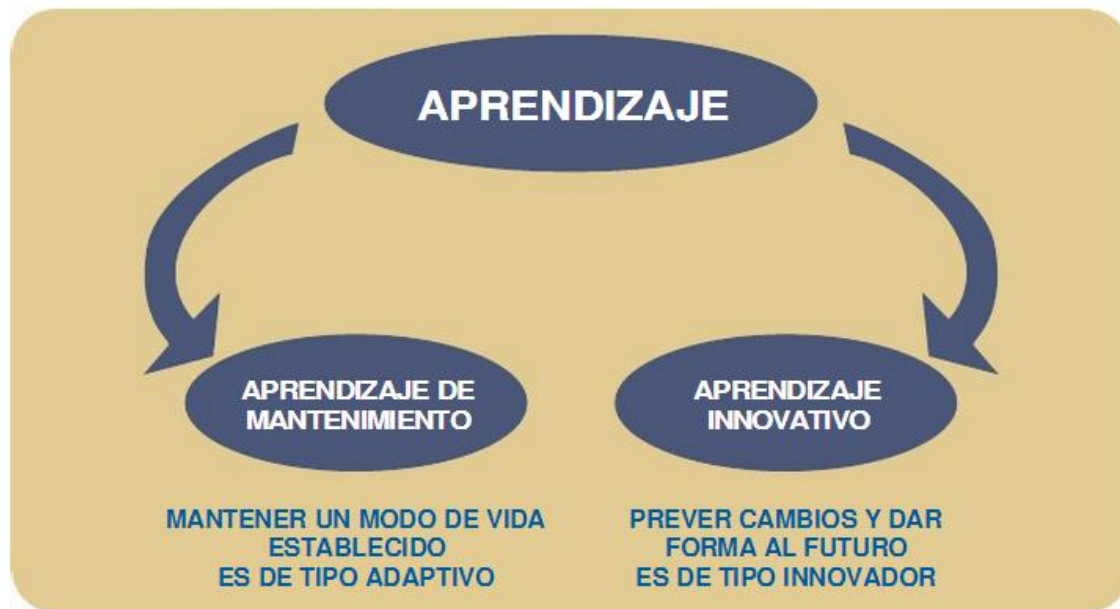 APRENDIZAJE
APRENDIZAJE DE
MANTENIMIENTO
MANTENER UN MODO DE VIDA
ESTABLECIDO
ES DE TIPO ADAPTIVO
APRENDIZAJE
INNOVATIVO
PREVER CAMBIOS Y DAR
FORMA AL FUTURO
ES DE TIPO INNOVADOR